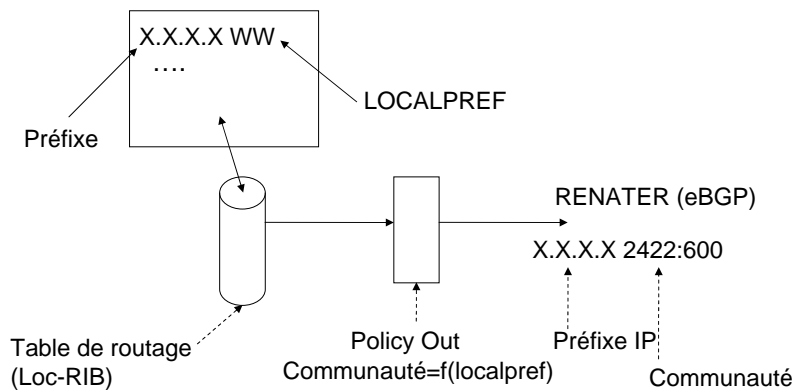 X.X.X.X WW
....
LOCALPREF
Préfixe
RENATER (eBGP)
X.X.X.X 2422:600
Table de routage
(Loc-RIB)
Policy Out
Communauté=f(localpref)
Préfixe IP
Communauté